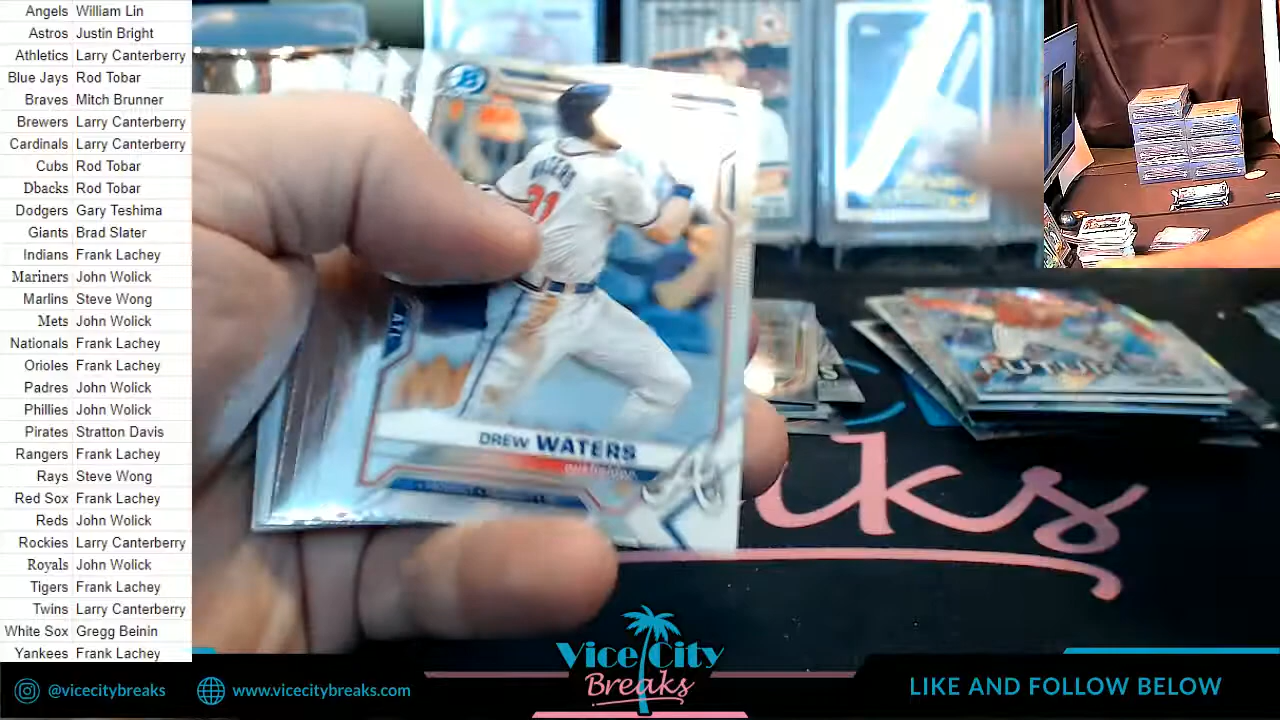 Angels William Lin
Astros Justin Bright
Athletics Larry Canterberry
Blue Jays Rod Tobar
Braves Mitch Brunner
Brewers Larry Canterberry
Cardinals Larry Canterberry
Cubs Rod Tobar
Dbacks Rod Tobar
Dodgers Gary Teshima
Giants Brad Slater
Indians Frank Lachey
Mariners John Wolick
Marlins Steve Wong
Mets John Wolick
Nationals Frank Lachey
Orioles Frank Lachey
Padres John Wolick
Phillies John Wolick
Pirates Stratton Davis
Rangers Frank Lachey
Rays Steve Wong
Red Sox Frank Lachey
Reds John Wolick
Rockies Larry Canterberry
Royals John Wolick
Tigers Frank Lachey
Twins Larry Canterberry
White Sox Gregg Beinin
Yankees Frank Lachey
B
WATERS
DREW WATERS
ATL
Vice City
Breaks
@vicecitybreaks
www.vicecitybreaks.com
LIKE AND FOLLOW BELOW